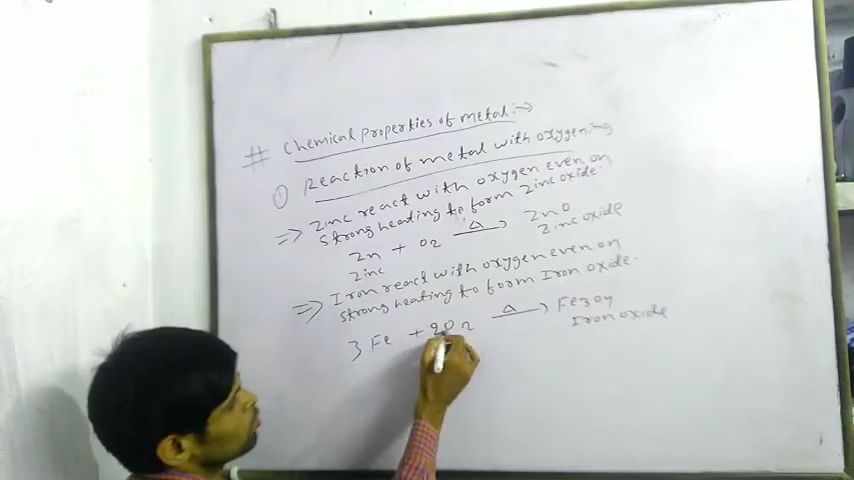 # Chemical properties of metal:→
① Reaction of metal with oxygen:→
⇒ Zinc react with oxygen even on
strong heating to form Zinc oxide.
Zn + O2 —Δ→ ZnO
Zinc Zinc oxide
⇒ Iron react with oxygen even on
strong heating to form Iron oxide.
3 Fe + 2O2 —Δ→ Fe3O4
Iron oxide